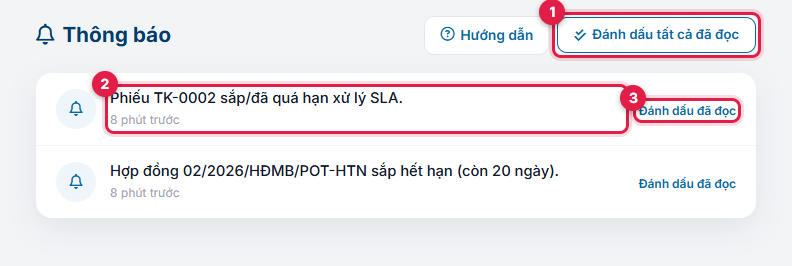 Thông báo
Hướng dẫn
1
Đánh dấu tất cả đã đọc
2
Phiếu TK-0002 sắp/đã quá hạn xử lý SLA.
8 phút trước
3
Đánh dấu đã đọc
Hợp đồng 02/2026/HĐMB/POT-HTN sắp hết hạn (còn 20 ngày).
8 phút trước
Đánh dấu đã đọc